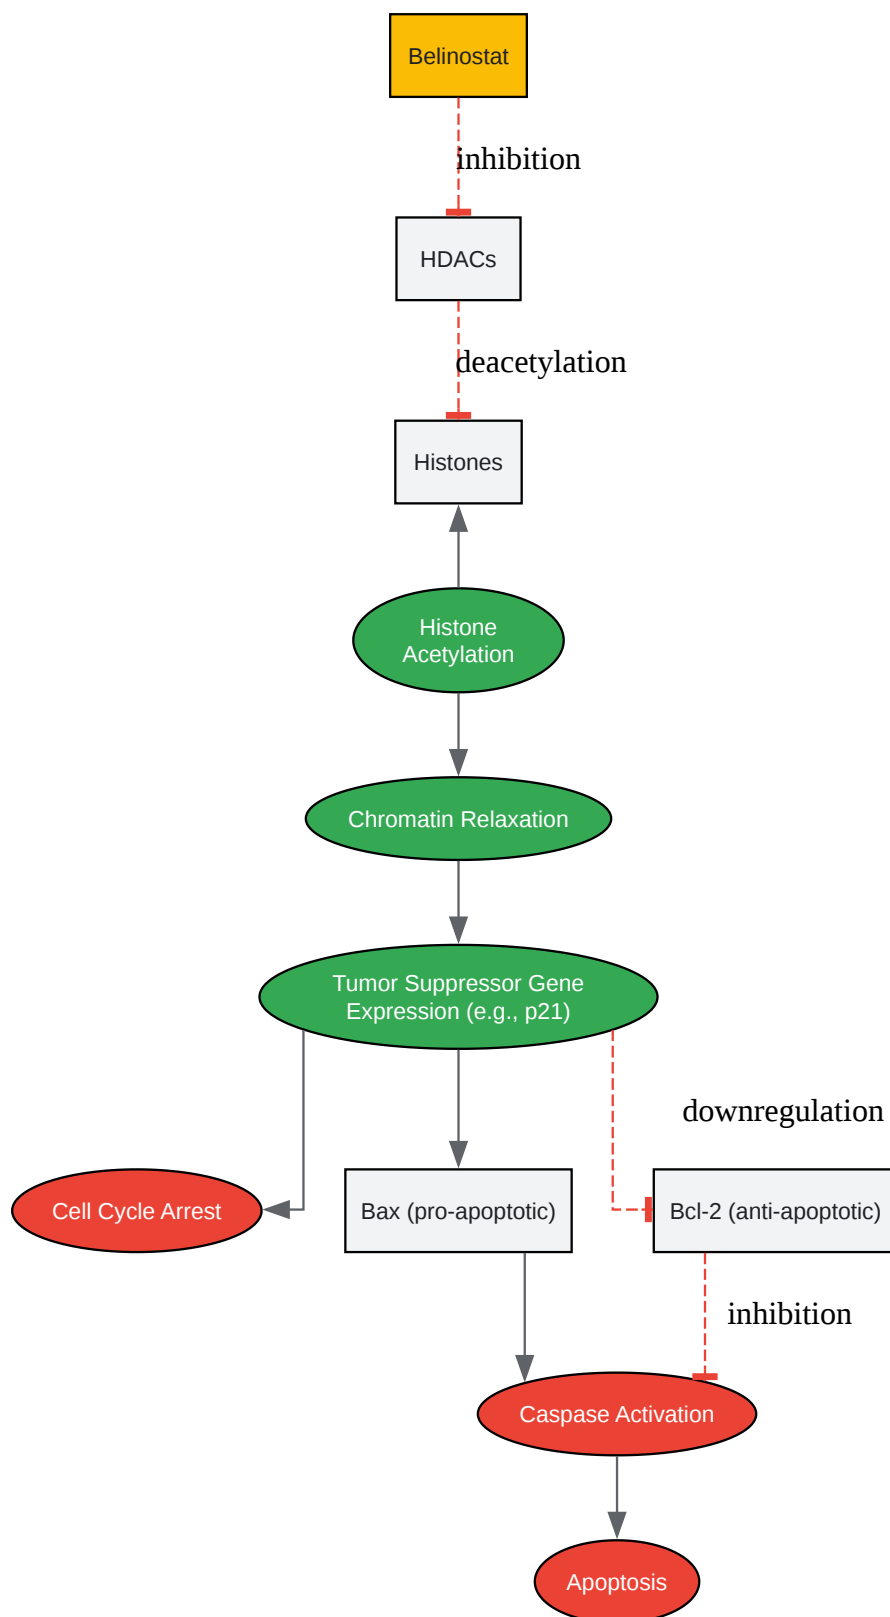 Belinostat
inhibition
HDACs
deacetylation
Histones
Histone
Acetylation
Chromatin Relaxation
Tumor Suppressor Gene
Expression (e.g., p21)
downregulation
Cell Cycle Arrest
Bax (pro-apoptotic)
Bcl-2 (anti-apoptotic)
inhibition
Caspase Activation
Apoptosis